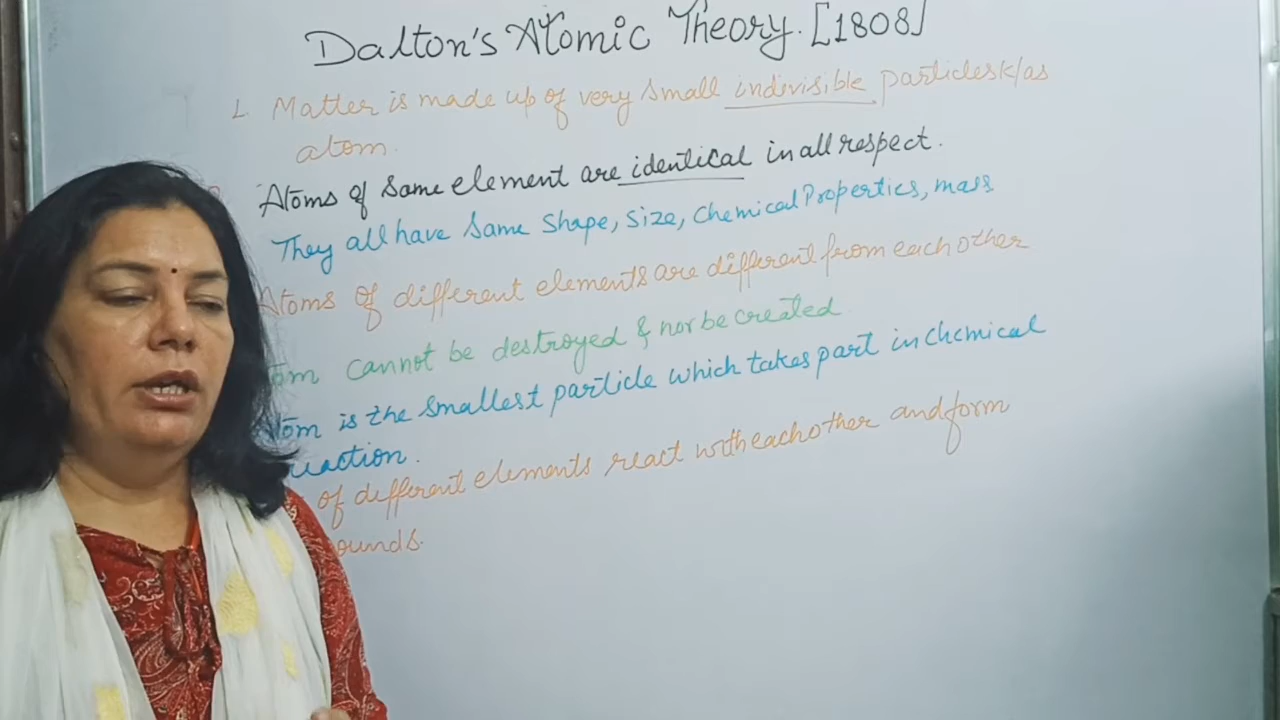 Dalton's Atomic Theory. [1808]
1. Matter is made up of very small indivisible particles k/as
atom.
Atoms of same element are identical in all respect.
They all have same shape, size, chemical Properties, mass
Atoms of different elements are different from each other
tom cannot be destroyed & nor be created
tom is the smallest particle which takes part in chemical
eaction.
of different elements react with each other and form
ounds.